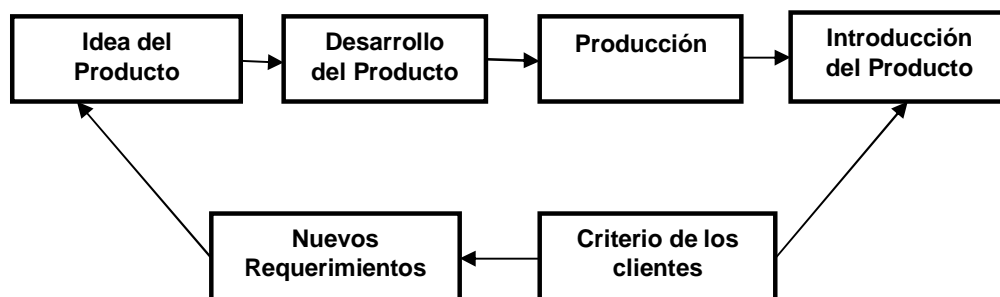 Idea del
Producto
Desarrollo
del Producto
Producción
Introducción
del Producto
Nuevos
Requerimientos
Criterio de los
clientes